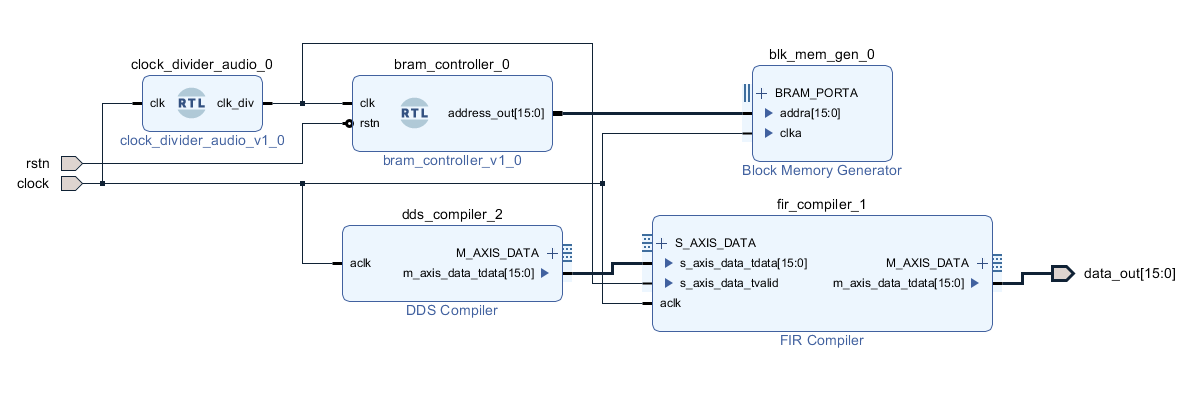 clock_divider_audio_0
clk
RTL
clk_div
clock_divider_audio_v1_0
bram_controller_0
clk
rstn
RTL
address_out[15:0]
bram_controller_v1_0
blk_mem_gen_0
BRAM_PORTA
addra[15:0]
clka
Block Memory Generator
rstn
clock
dds_compiler_2
aclk
M_AXIS_DATA
m_axis_data_tdata[15:0]
DDS Compiler
fir_compiler_1
S_AXIS_DATA
s_axis_data_tdata[15:0]
s_axis_data_tvalid
aclk
M_AXIS_DATA
m_axis_data_tdata[15:0]
FIR Compiler
data_out[15:0]